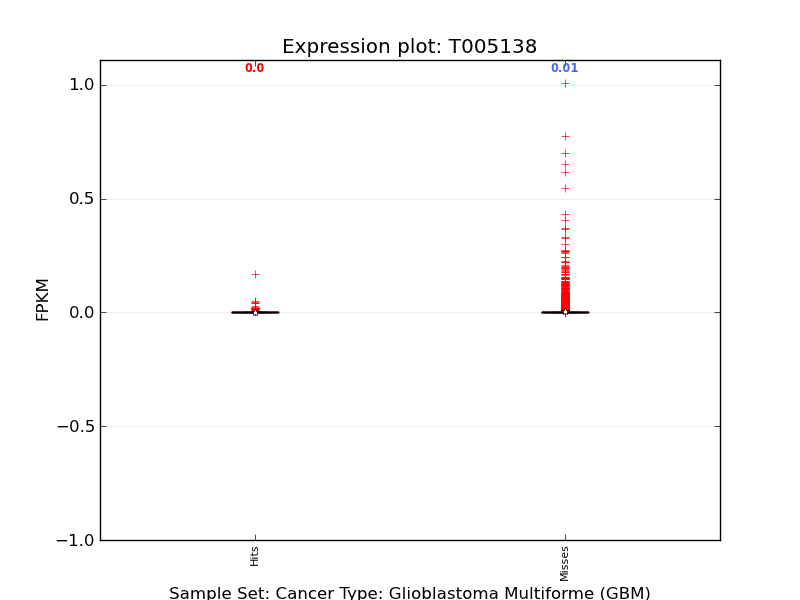 Expression plot: T005138
0.0
0.01
1.0
0.5
0.0
−0.5
−1.0
FPKM
Hits
Misses
Sample Set: Cancer Type: Glioblastoma Multiforme (GBM)